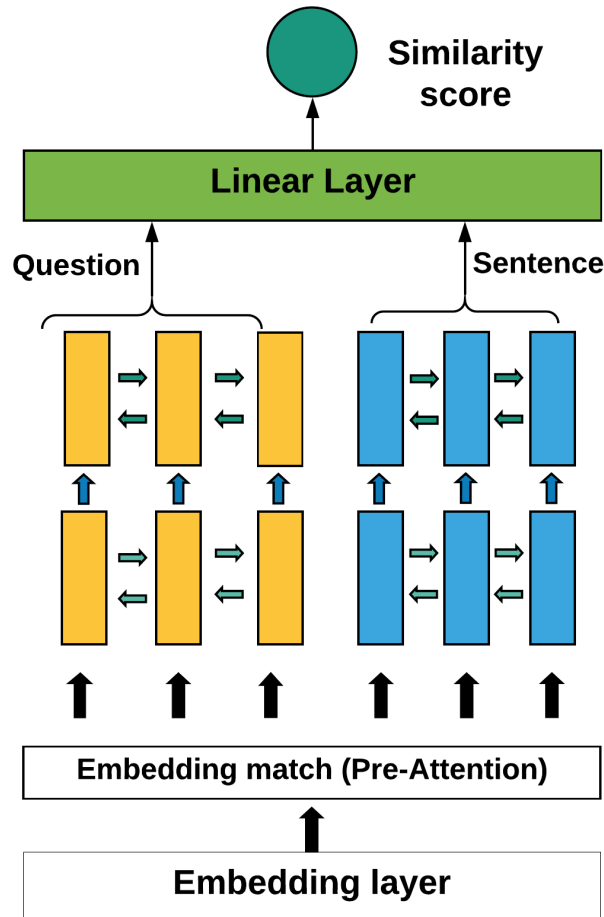 Similarity
score
Linear Layer
Question
Sentence
Embedding match (Pre-Attention)
Embedding layer